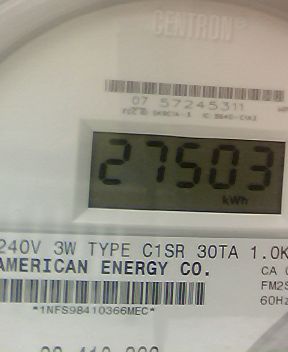 CENTRON®
07 57245311
27503
kWh
240V 3W TYPE C1SR 30TA 1.0K
AMERICAN ENERGY CO.
CA
FM2S
60Hz
*1NFS98410366MEC*